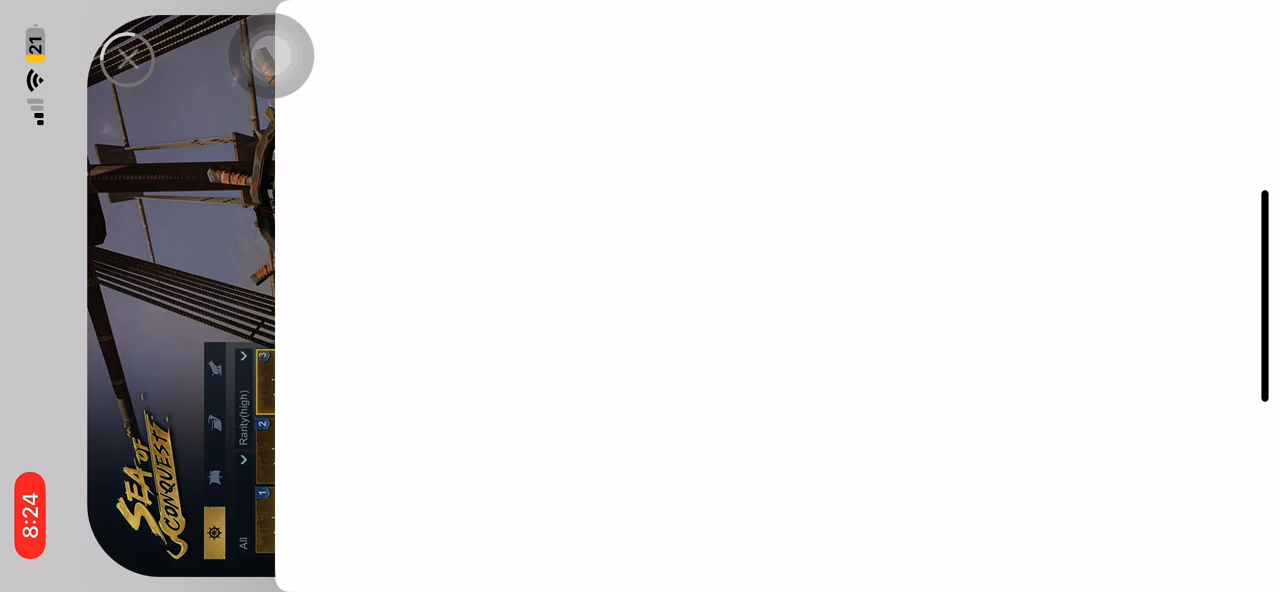 8:24
21
SEA OF
CONQUEST
All
Rarity(high)
1
2
3